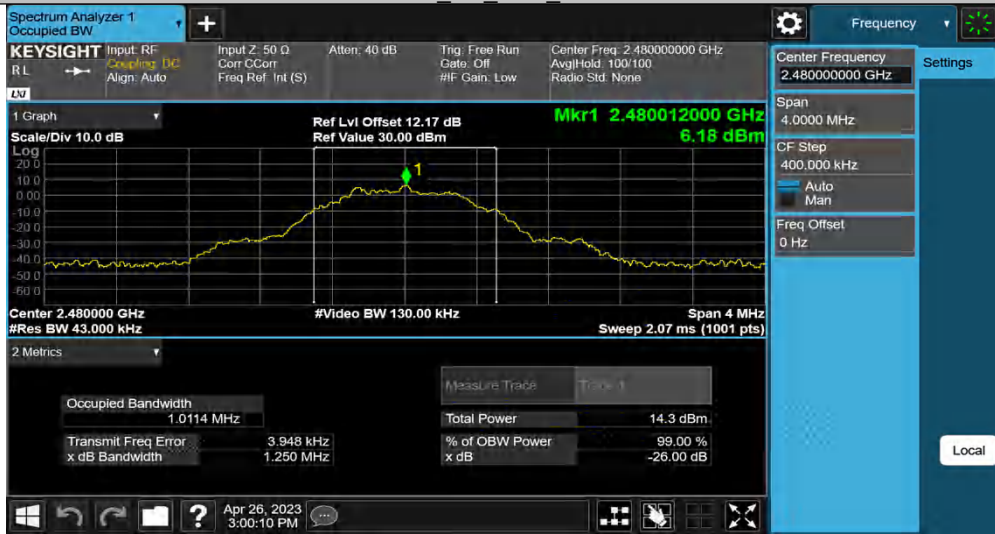 Spectrum Analyzer 1
Occupied BW
Frequency
KEYSIGHT
R L
LXI
Input: RF
Coupling: DC
Align: Auto
Input Z: 50 Ω
Corr CCorr
Freq Ref: Int (S)
Atten: 40 dB
Trig: Free Run
Gate: Off
#IF Gain: Low
Center Freq: 2.480000000 GHz
Avg|Hold: 100/100
Radio Std: None
Center Frequency
2.480000000 GHz
Settings
Span
4.0000 MHz
CF Step
400.000 kHz
Auto
Man
Freq Offset
0 Hz
Local
1 Graph
Scale/Div 10.0 dB
Ref Lvl Offset 12.17 dB
Ref Value 30.00 dBm
Mkr1 2.480012000 GHz
6.18 dBm
Log
20.0
10.0
0.00
-10.0
-20.0
-30.0
-40.0
-50.0
-60.0
1
Center 2.480000 GHz
#Res BW 43.000 kHz
#Video BW 130.00 kHz
Span 4 MHz
Sweep 2.07 ms (1001 pts)
2 Metrics
Measure Trace
Trace 1
Occupied Bandwidth
1.0114 MHz
Total Power
14.3 dBm
Transmit Freq Error
3.948 kHz
% of OBW Power
99.00 %
x dB Bandwidth
1.250 MHz
x dB
-26.00 dB
?
Apr 26, 2023
3:00:10 PM